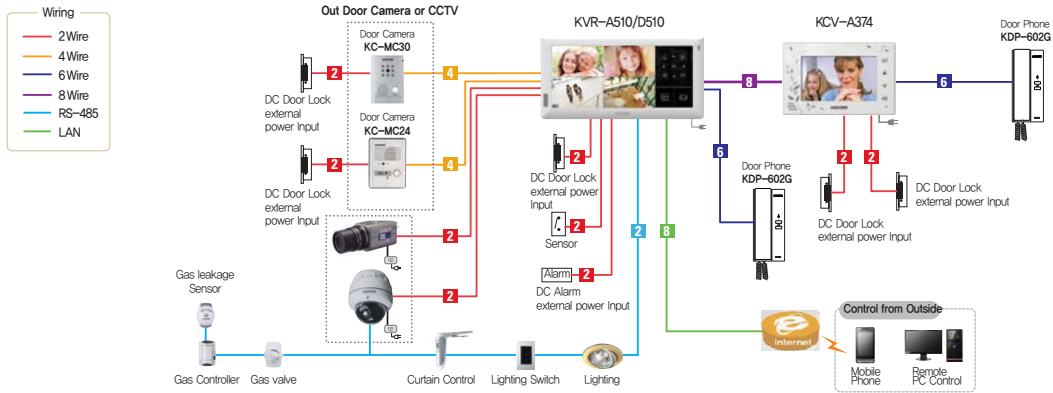 Wiring
2 Wire
4 Wire
6 Wire
8 Wire
RS-485
LAN
Out Door Camera or CCTV
Door Camera
KC-MC30
2
4
DC Door Lock
external
power Input
Door Camera
KC-MC24
2
4
DC Door Lock
external
power Input
2
2
KVR-A510/D510
8
KCV-A374
6
Door Phone
KDP-602G
6
Door Phone
KDP-602G
2
2
DC Door Lock
external power Input
DC Door Lock
external power Input
2
DC Door Lock
external power
Input
2
Sensor
Alarm
2
DC Alarm
external power Input
2
8
Gas leakage
Sensor
Gas Controller
Gas valve
Curtain Control
Lighting Switch
Lighting
e
Internet
Control from Outside
Mobile
Phone
Remote
PC Control